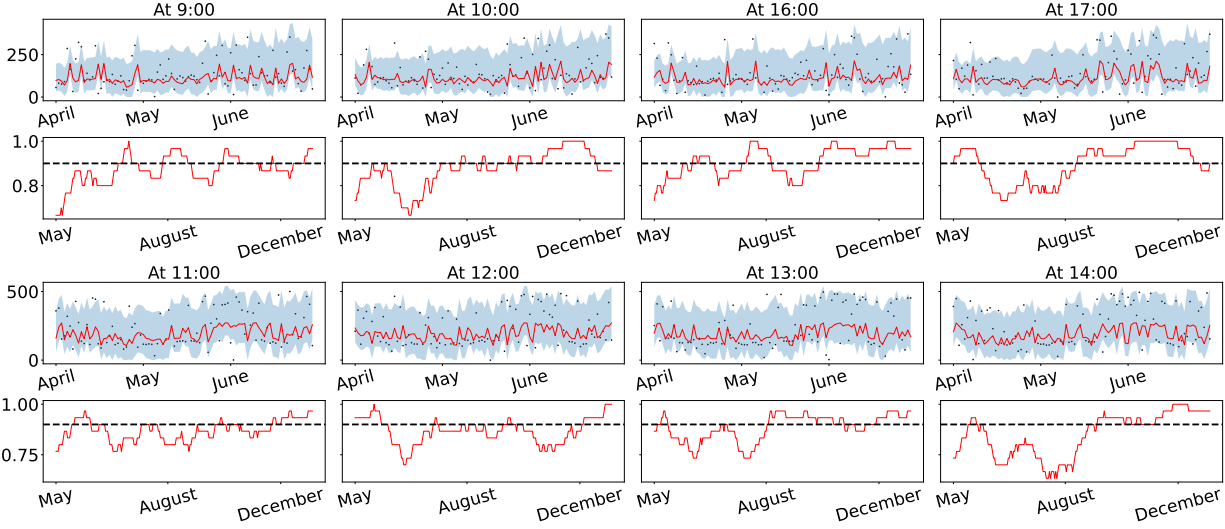 At 9:00 At 10:00 At 16:00 At 17:00
250
0
April May June April May June April May June April May June
1.0
0.8
May August December May August December May August December May August December
At 11:00 At 12:00 At 13:00 At 14:00
500
0
April May June April May June April May June April May June
1.00
0.75
May August December May August December May August December May August December